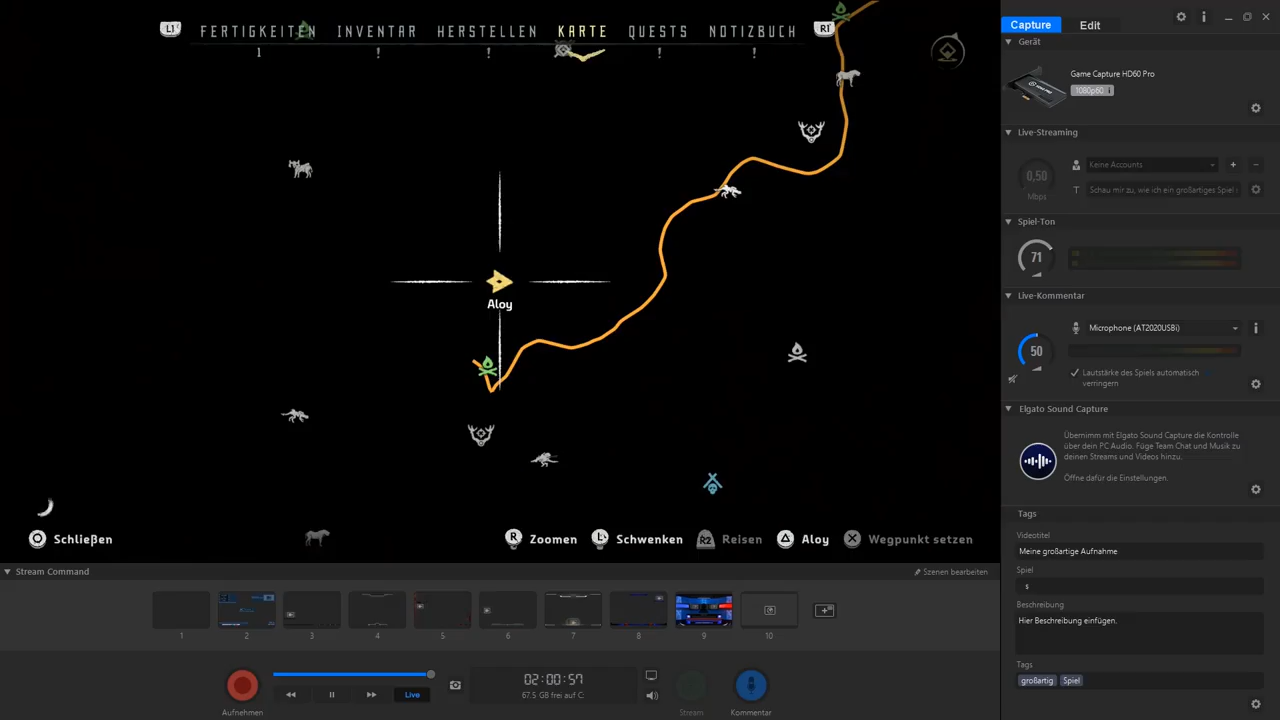 L1 FERTIGKEITEN INVENTAR HERSTELLEN KARTE QUESTS NOTIZBUCH R1
1 ! ! ! !
Aloy
Schließen
R Zoomen L Schwenken R2 Reisen Aloy Wegpunkt setzen
Capture Edit
Gerät
Game Capture HD60 Pro
1080p60 i
Live-Streaming
0,50
Mbps
Keine Accounts
T Schau mir zu, wie ich ein großartiges Spiel s
Spiel-Ton
71
Live-Kommentar
Microphone (AT2020USBi)
50
Lautstärke des Spiels automatisch
verringern
Elgato Sound Capture
Übernimm mit Elgato Sound Capture die Kontrolle
über dein PC Audio. Füge Team Chat und Musik zu
deinen Streams und Videos hinzu.
Öffne dafür die Einstellungen.
Tags
Videotitel
Meine großartige Aufnahme
Spiel
s
Beschreibung
Hier Beschreibung einfügen.
Tags
großartig Spiel
Stream Command
Szenen bearbeiten
1 2 3 4 5 6 7 8 9 10
Live
02:00:57
67.5 GB frei auf C:
Aufnehmen
Stream
Kommentar